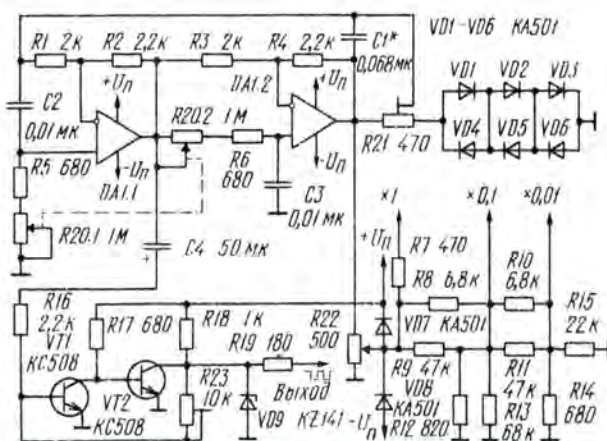 R1 2к R2 2,2к R3 2к R4 2,2к
C1* 0,068мк
VD1-VD6 КА501
C2 0,01мк
+Uп
DA1.2
VD1 VD2 VD3
R20.2 1М
R21 470
VD4 VD5 VD6
R5 680
-Uп
DA1.1
R6 680
+Uп
-Uп
C3 0,01мк
×1 ×0,1 ×0,01
R20.1 1М
C4 50мк
+
+Uп
R7 470
R10 6,8к
R8 6,8к
R15 22к
R16 2,2к
R17 680
R18 1к
R22 500
VD7 КА501
VT1 КС508
R19 180
R9 47к
R11 47к
VT2 КС508
Выход
R23 10к
VD8 КА501
R13 68к
R14 680
VD9
KZ141
-Uп
R12 820